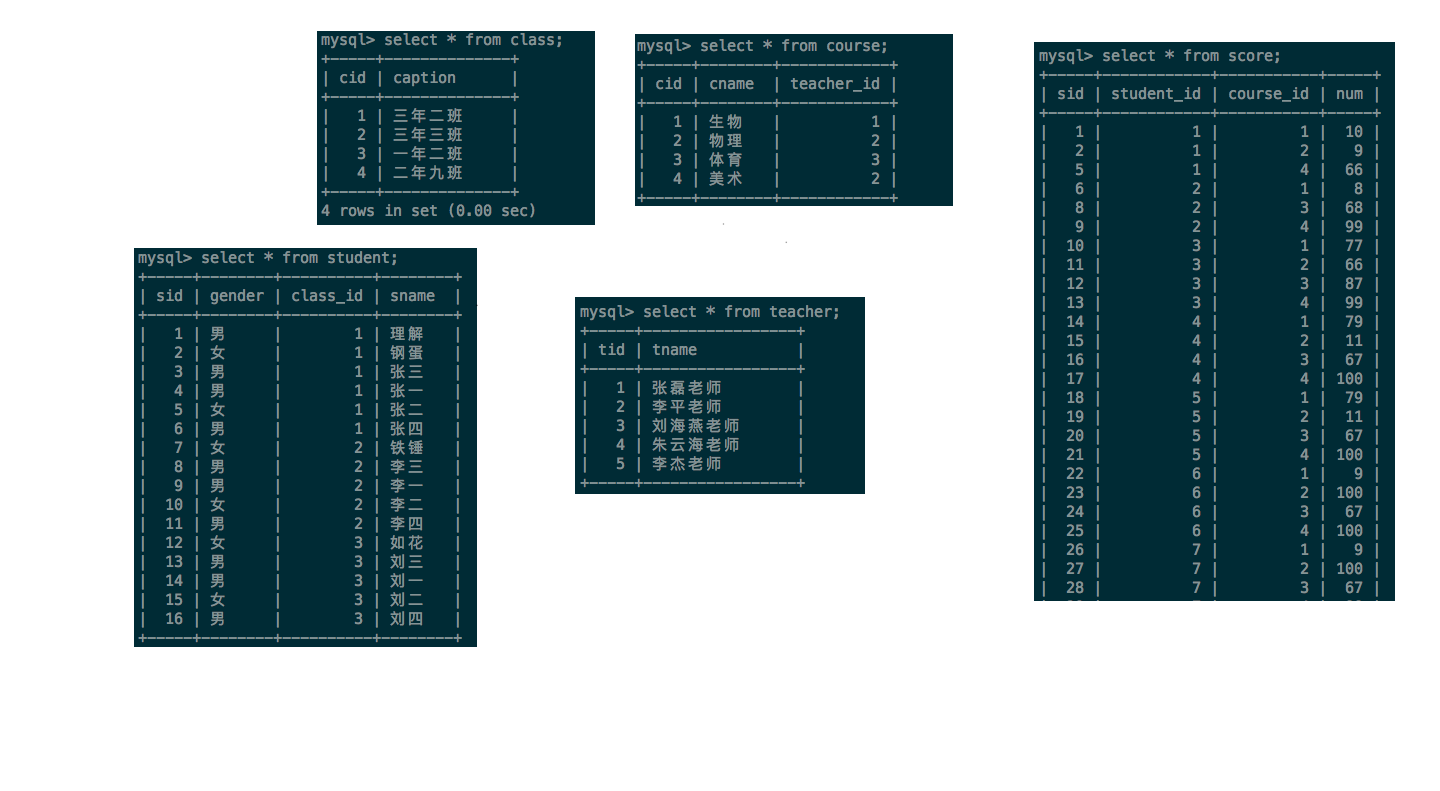 mysql> select * from class;
+-----+--------------+
| cid | caption      |
+-----+--------------+
|   1 | 三年二班     |
|   2 | 三年三班     |
|   3 | 一年二班     |
|   4 | 二年九班     |
+-----+--------------+
4 rows in set (0.00 sec)
mysql> select * from course;
+-----+--------+------------+
| cid | cname  | teacher_id |
+-----+--------+------------+
|   1 | 生物   |          1 |
|   2 | 物理   |          2 |
|   3 | 体育   |          3 |
|   4 | 美术   |          2 |
+-----+--------+------------+
mysql> select * from score;
+-----+------------+-----------+-----+
| sid | student_id | course_id | num |
+-----+------------+-----------+-----+
|   1 |          1 |         1 |  10 |
|   2 |          1 |         2 |   9 |
|   5 |          1 |         4 |  66 |
|   6 |          2 |         1 |   8 |
|   8 |          2 |         3 |  68 |
|   9 |          2 |         4 |  99 |
|  10 |          3 |         1 |  77 |
|  11 |          3 |         2 |  66 |
|  12 |          3 |         3 |  87 |
|  13 |          3 |         4 |  99 |
|  14 |          4 |         1 |  79 |
|  15 |          4 |         2 |  11 |
|  16 |          4 |         3 |  67 |
|  17 |          4 |         4 | 100 |
|  18 |          5 |         1 |  79 |
|  19 |          5 |         2 |  11 |
|  20 |          5 |         3 |  67 |
|  21 |          5 |         4 | 100 |
|  22 |          6 |         1 |   9 |
|  23 |          6 |         2 | 100 |
|  24 |          6 |         3 |  67 |
|  25 |          6 |         4 | 100 |
|  26 |          7 |         1 |   9 |
|  27 |          7 |         2 | 100 |
|  28 |          7 |         3 |  67 |
mysql> select * from student;
+-----+--------+----------+--------+
| sid | gender | class_id | sname  |
+-----+--------+----------+--------+
|   1 | 男     |        1 | 理解   |
|   2 | 女     |        1 | 钢蛋   |
|   3 | 男     |        1 | 张三   |
|   4 | 男     |        1 | 张一   |
|   5 | 女     |        1 | 张二   |
|   6 | 男     |        1 | 张四   |
|   7 | 女     |        2 | 铁锤   |
|   8 | 男     |        2 | 李三   |
|   9 | 男     |        2 | 李一   |
|  10 | 女     |        2 | 李二   |
|  11 | 男     |        2 | 李四   |
|  12 | 女     |        3 | 如花   |
|  13 | 男     |        3 | 刘三   |
|  14 | 男     |        3 | 刘一   |
|  15 | 女     |        3 | 刘二   |
|  16 | 男     |        3 | 刘四   |
+-----+--------+----------+--------+
mysql> select * from teacher;
+-----+-----------------+
| tid | tname           |
+-----+-----------------+
|   1 | 张磊老师        |
|   2 | 李平老师        |
|   3 | 刘海燕老师      |
|   4 | 朱云海老师      |
|   5 | 李杰老师        |
+-----+-----------------+